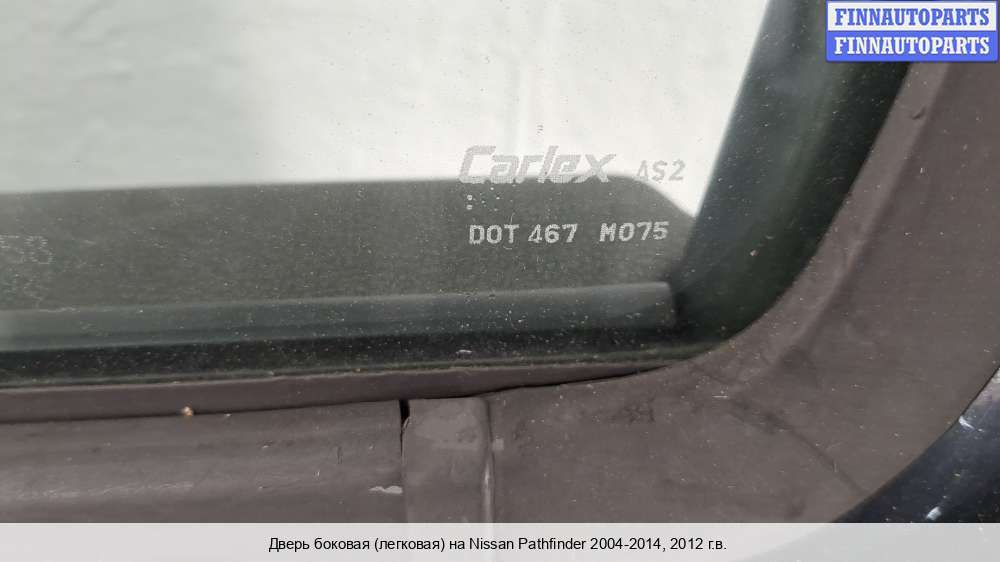 FINNAUTOPARTS
FINNAUTOPARTS
Carlex AS2
DOT 467 M075
Дверь боковая (легковая) на Nissan Pathfinder 2004-2014, 2012 г.в.